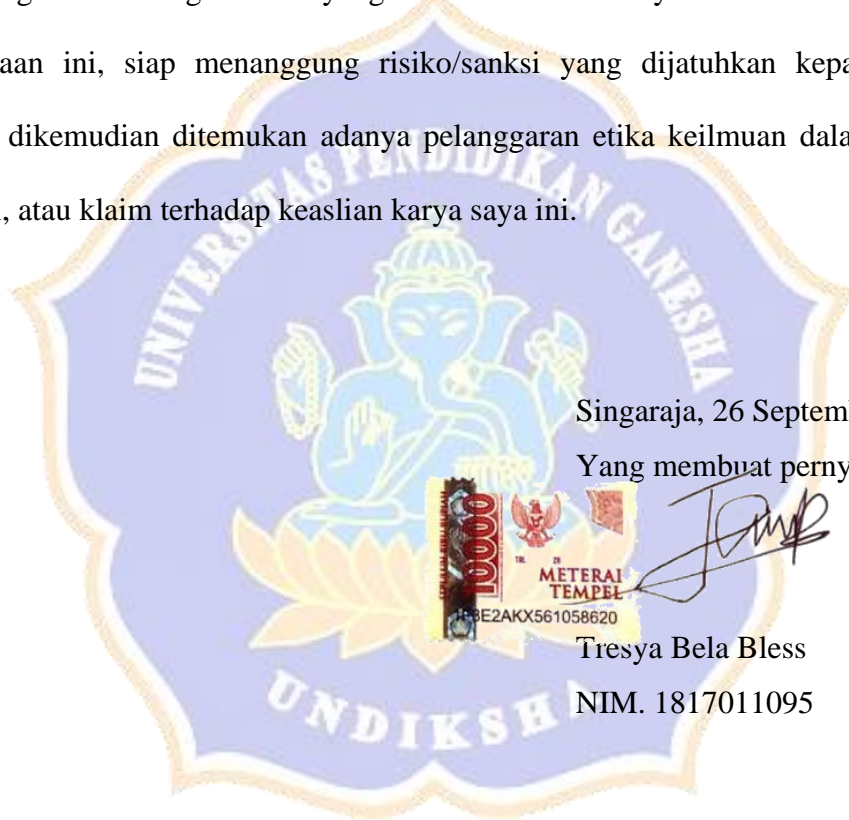 aan ini, siap menanggung risiko/sanksi yang dijatuhkan kepa
dikemudian ditemukan adanya pelanggaran etika keilmuan dala
, atau klaim terhadap keaslian karya saya ini.
UNIVERSITAS PENDIDIKAN GANESHA
Singaraja, 26 Septem
Yang membuat perny
10000
METERAI
TEMPEL
E2AKX561058620
Tresya Bela Bless
NIM. 1817011095
UNDIKSHA